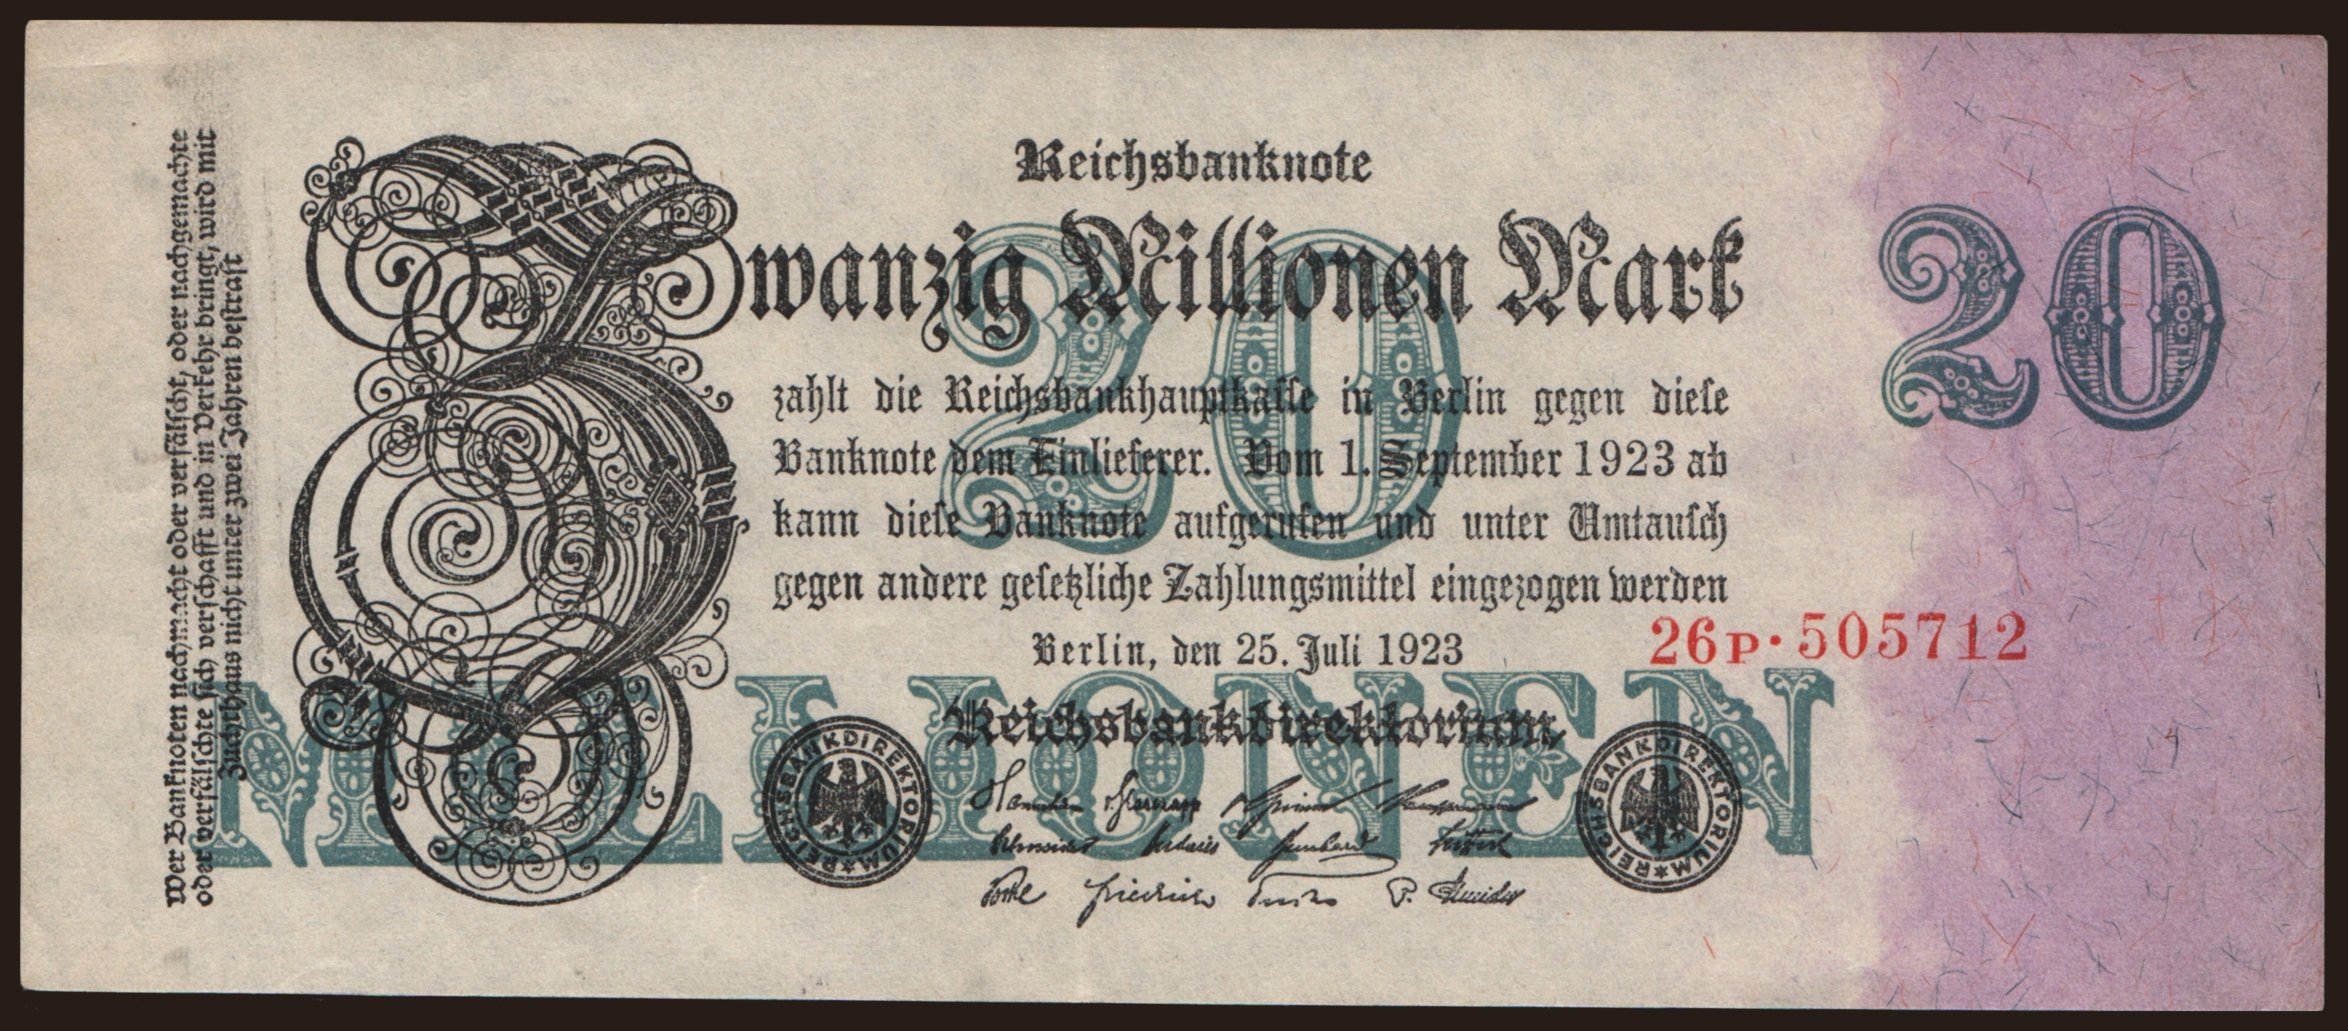 Wer Banknoten nachmacht oder verfälscht, oder nachgemachte
oder verfälschte sich verschafft und in Verkehr bringt, wird mit
Zuchthaus nicht unter zwei Jahren bestraft
Reichsbanknote
Zwanzig Millionen Mark
20
20
zahlt die Reichsbankhauptkasse in Berlin gegen diese
Banknote dem Einlieferer. Vom 1. September 1923 ab
kann diese Banknote aufgerufen und unter Umtausch
gegen andere gesetzliche Zahlungsmittel eingezogen werden
26P·505712
Berlin, den 25. Juli 1923
MILLIONEN
Reichsbankdirektorium
REICHSBANKDIREKTORIUM
REICHSBANKDIREKTORIUM